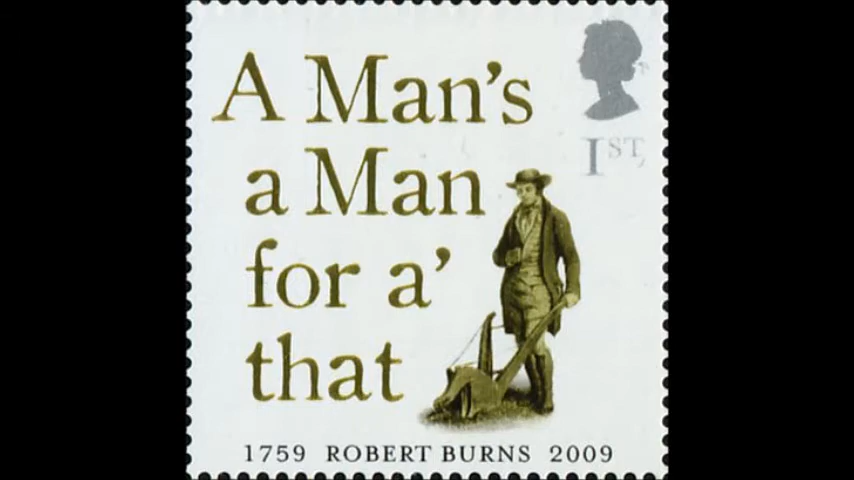 A Man's
a Man
for a'
that
1ST
1759 ROBERT BURNS 2009